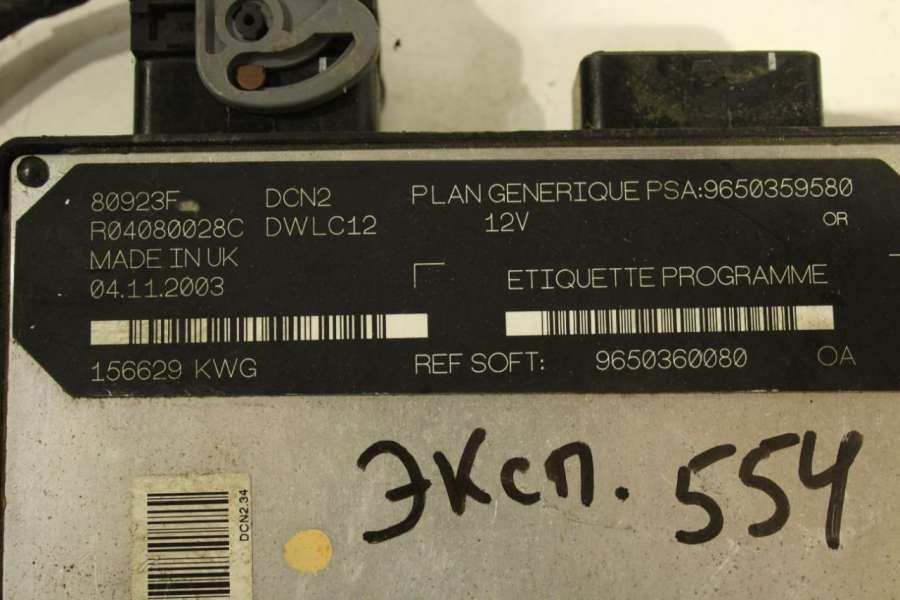 80923F DCN2 PLAN GENERIQUE PSA:9650359580
R04080028C DWLC12 12V OR
MADE IN UK
04.11.2003 ETIQUETTE PROGRAMME
156629 KWG REF SOFT: 9650360080 OA
Эксп. 554
DCN2.34